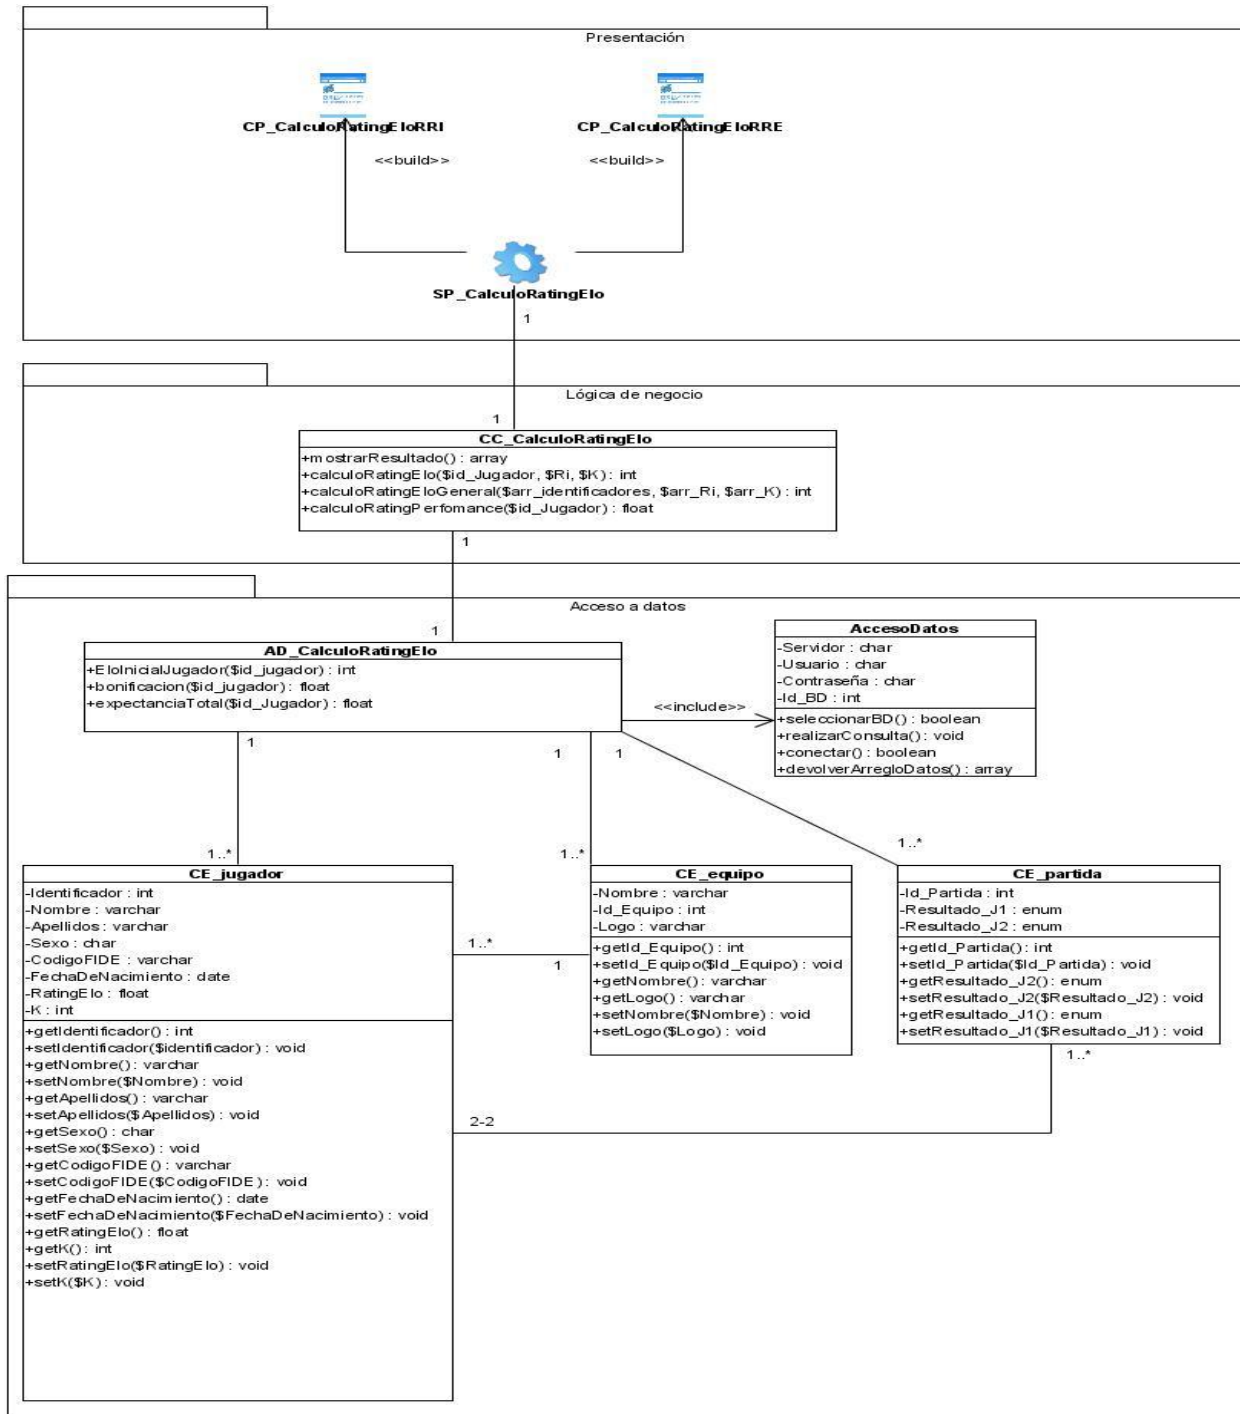 Presentación
CP_CalculoRatingEloRRI
CP_CalculoRatingEloRRE
<<build>>
<<build>>
SP_CalculoRatingElo
1
Lógica de negocio
1
CC_CalculoRatingElo
+mostrarResultado() : array
+calculoRatingElo($id_Jugador, $Ri, $K) : int
+calculoRatingEloGeneral($arr_identificadores, $arr_Ri, $arr_K) : int
+calculoRatingPerfomance($id_Jugador) : float
1
Acceso a datos
1
AD_CalculoRatingElo
+EloInicialJugador($id_jugador) : int
+bonificacion($id_jugador) : float
+expectanciaTotal($id_Jugador) : float
<<include>>
AccesoDatos
-Servidor : char
-Usuario : char
-Contraseña : char
-Id_BD : int
+seleccionarBD() : boolean
+realizarConsulta() : void
+conectar() : boolean
+devolverArregloDatos() : array
1
1
1
1..*
1..*
1..*
CE_jugador
-Identificador : int
-Nombre : varchar
-Apellidos : varchar
-Sexo : char
-CodigoFIDE : varchar
-FechaDeNacimiento : date
-RatingElo : float
-K : int
+getIdentificador() : int
+setIdentificador($identificador) : void
+getNombre() : varchar
+setNombre($Nombre) : void
+getApellidos() : varchar
+setApellidos($Apellidos) : void
+getSexo() : char
+setSexo($Sexo) : void
+getCodigoFIDE() : varchar
+setCodigoFIDE($CodigoFIDE) : void
+getFechaDeNacimiento() : date
+setFechaDeNacimiento($FechaDeNacimiento) : void
+getRatingElo() : float
+getK() : int
+setRatingElo($RatingElo) : void
+setK($K) : void
1..*
1
CE_equipo
-Nombre : varchar
-Id_Equipo : int
-Logo : varchar
+getId_Equipo() : int
+setId_Equipo($Id_Equipo) : void
+getNombre() : varchar
+getLogo() : varchar
+setNombre($Nombre) : void
+setLogo($Logo) : void
CE_partida
-Id_Partida : int
-Resultado_J1 : enum
-Resultado_J2 : enum
+getId_Partida() : int
+setId_Partida($Id_Partida) : void
+getResultado_J2() : enum
+setResultado_J2($Resultado_J2) : void
+getResultado_J1() : enum
+setResultado_J1($Resultado_J1) : void
1..*
2-2